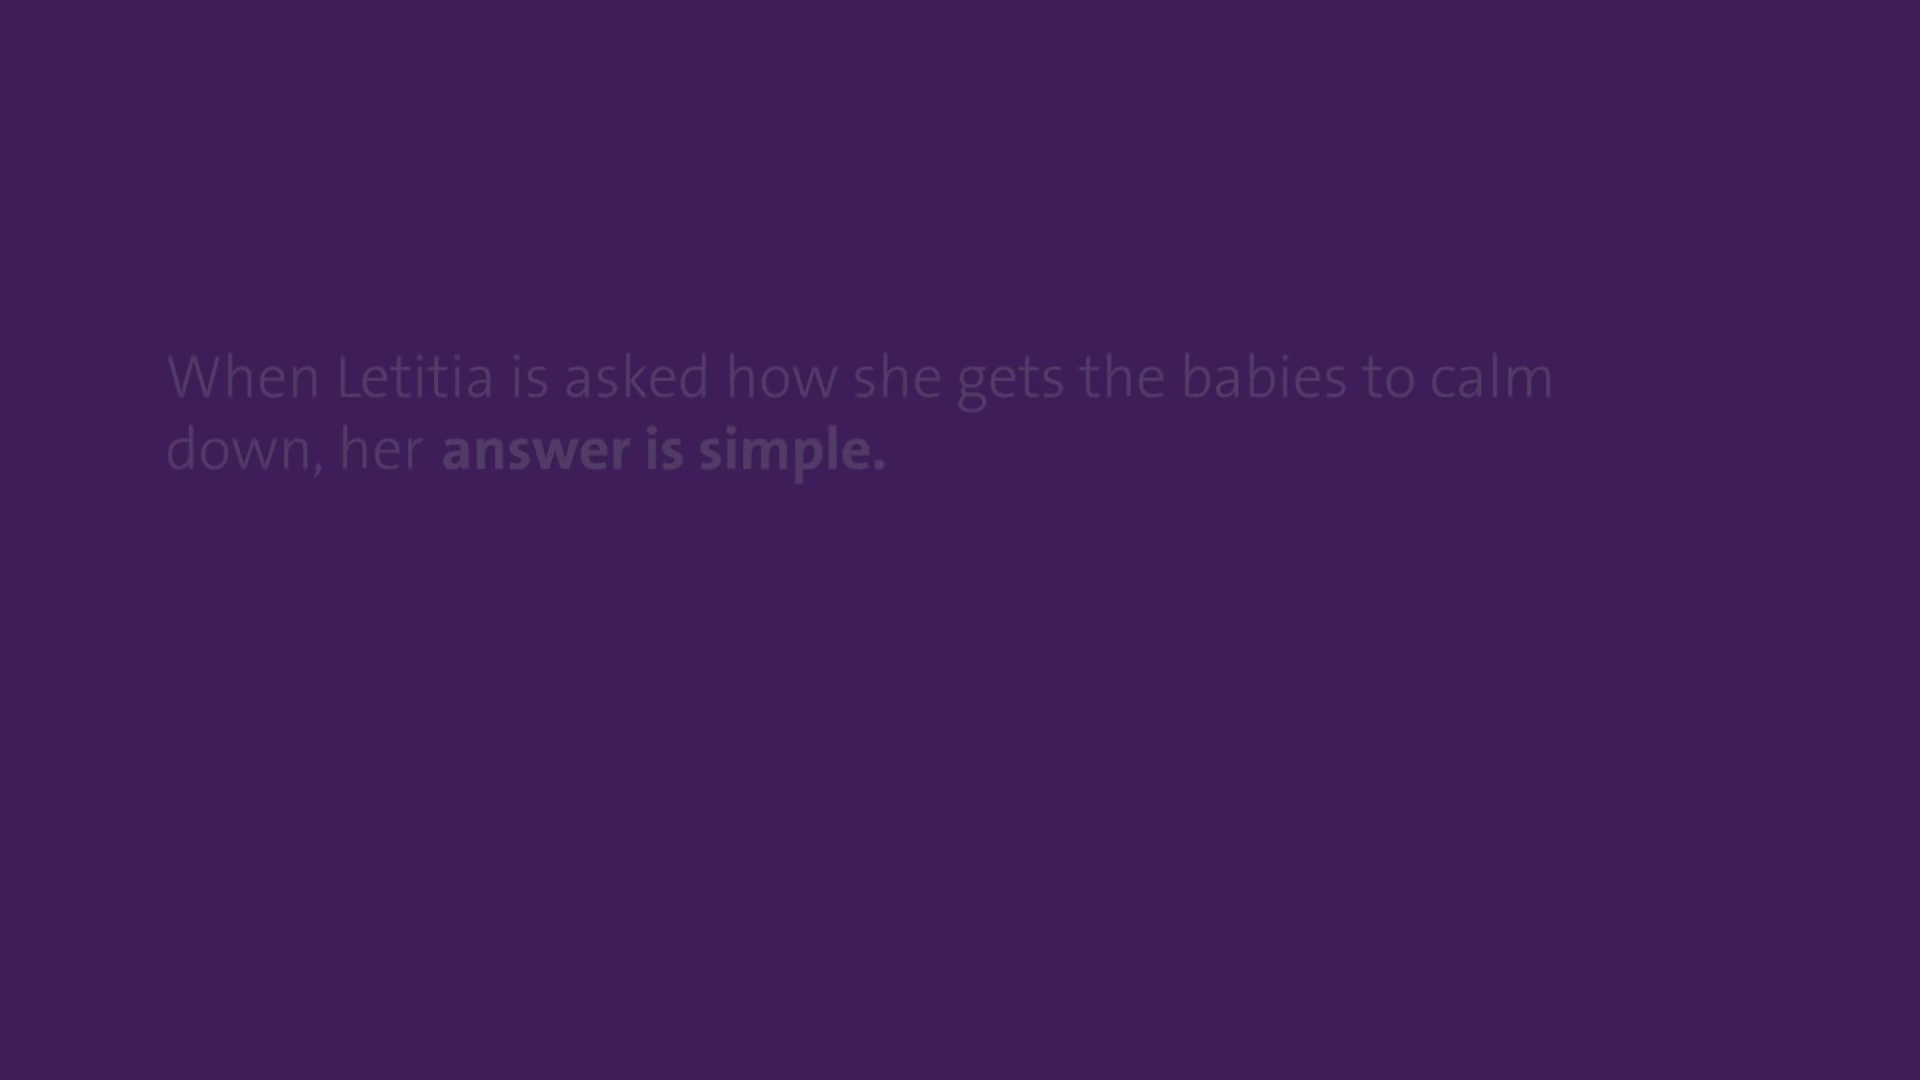 When Letitia is asked how she gets the babies to calm
down, her answer is simple.